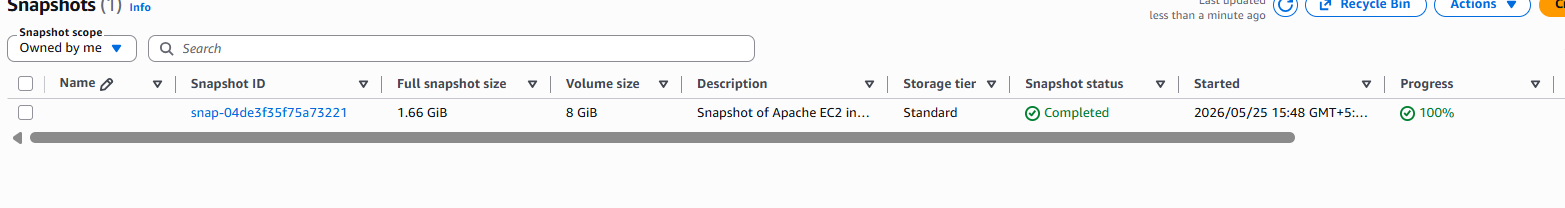 Snapshots (1) Info
Last updated
less than a minute ago
Recycle Bin
Actions
Snapshot scope
Owned by me
Search
Name Snapshot ID Full snapshot size Volume size Description Storage tier Snapshot status Started Progress
snap-04de3f35f75a73221 1.66 GiB 8 GiB Snapshot of Apache EC2 in... Standard Completed 2026/05/25 15:48 GMT+5:... 100%